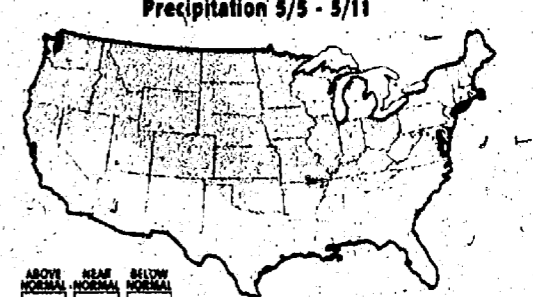 Precipitation 5/5 - 5/11
ABOVE NEAR BELOW
NORMAL NORMAL NORMAL